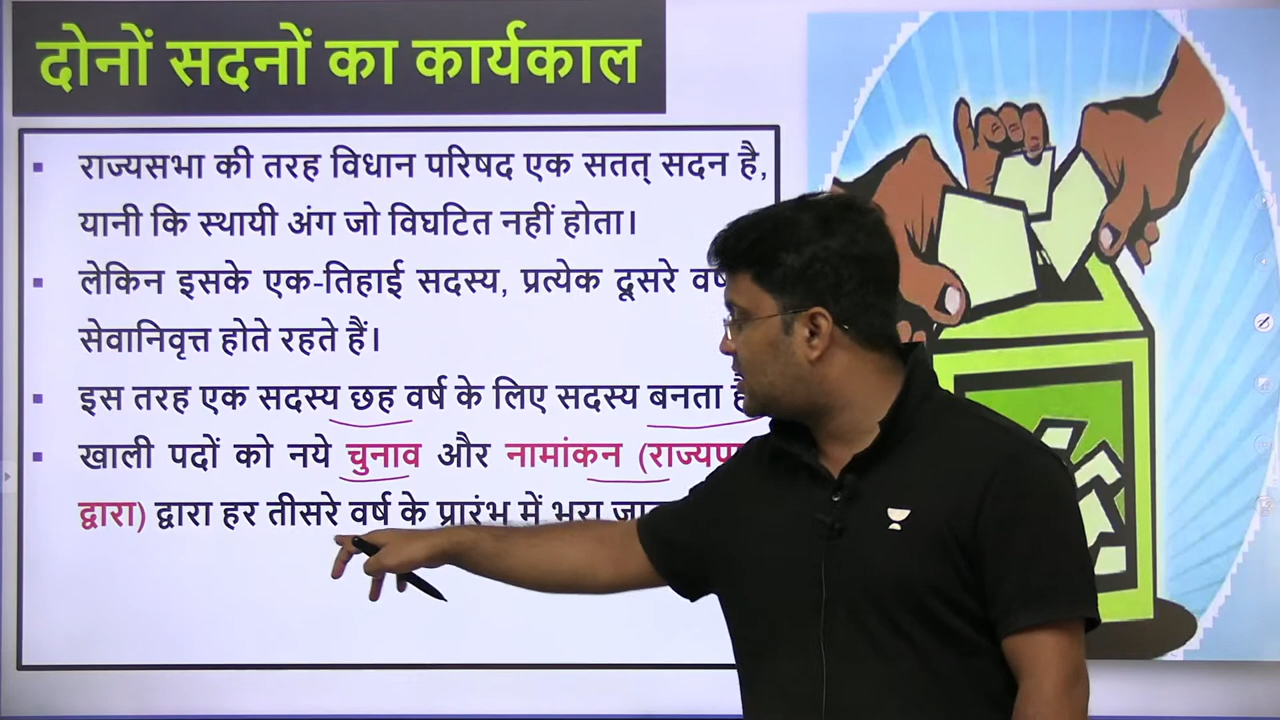 दोनों सदनों का कार्यकाल
राज्यसभा की तरह विधान परिषद एक सतत् सदन है,
यानी कि स्थायी अंग जो विघटित नहीं होता।
लेकिन इसके एक-तिहाई सदस्य, प्रत्येक दूसरे
सेवानिवृत्त होते रहते हैं।
इस तरह एक सदस्य छह वर्ष के लिए सदस्य बनता
खाली पदों को नये चुनाव और नामांकन
द्वारा) द्वारा हर तीसरे वर्ष के प्रारंभ में भरा